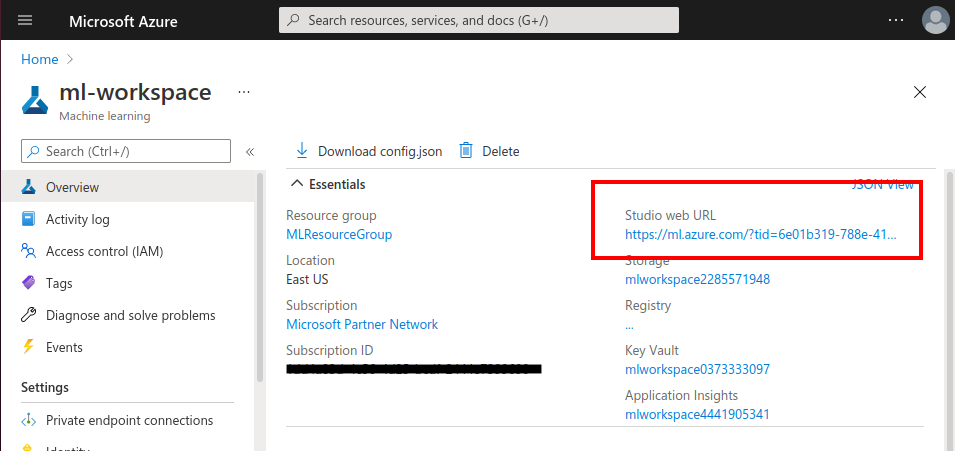 Microsoft Azure
Search resources, services, and docs (G+/)
...
Home >
ml-workspace
...
Machine learning
Search (Ctrl+/)
«
Download config.json
Delete
Overview
Activity log
Access control (IAM)
Tags
Diagnose and solve problems
Events
Settings
Private endpoint connections
Identity
Essentials
JSON View
Resource group
MLResourceGroup
Location
East US
Subscription
Microsoft Partner Network
Subscription ID
Studio web URL
https://ml.azure.com/?tid=6e01b319-788e-41...
Storage
mlworkspace2285571948
Registry
...
Key Vault
mlworkspace0373333097
Application Insights
mlworkspace4441905341